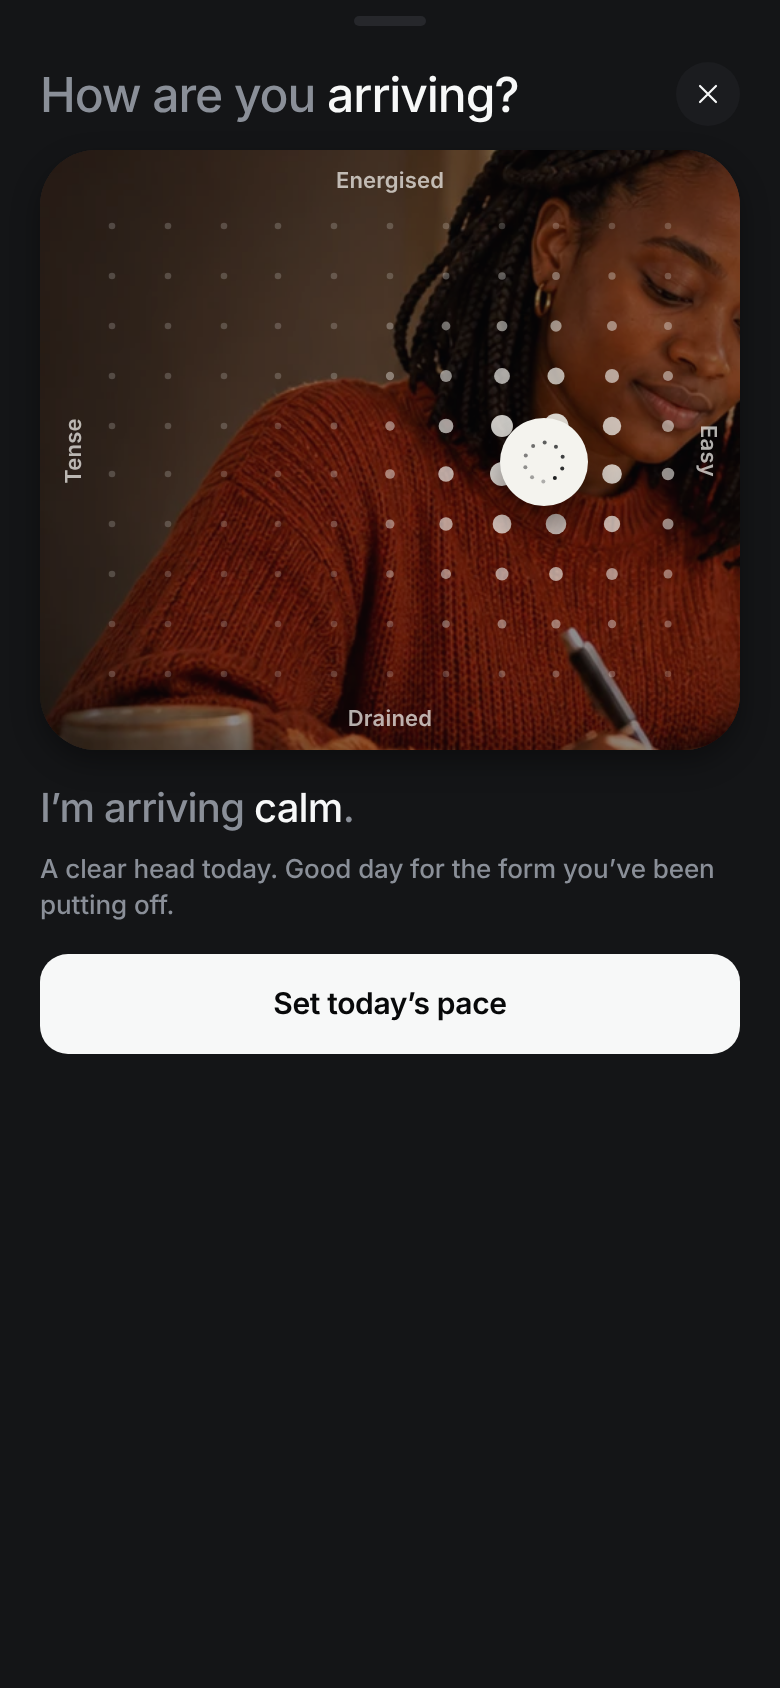 How are you arriving?
Energised
Tense
Easy
Drained
I’m arriving calm.
A clear head today. Good day for the form you’ve been
putting off.
Set today’s pace